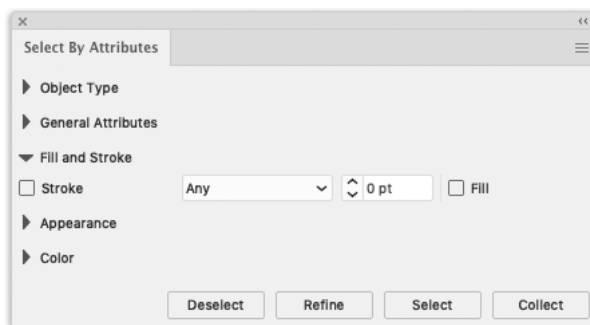 Select By Attributes
Object Type
General Attributes
Fill and Stroke
Stroke Any 0 pt Fill
Appearance
Color
Deselect Refine Select Collect